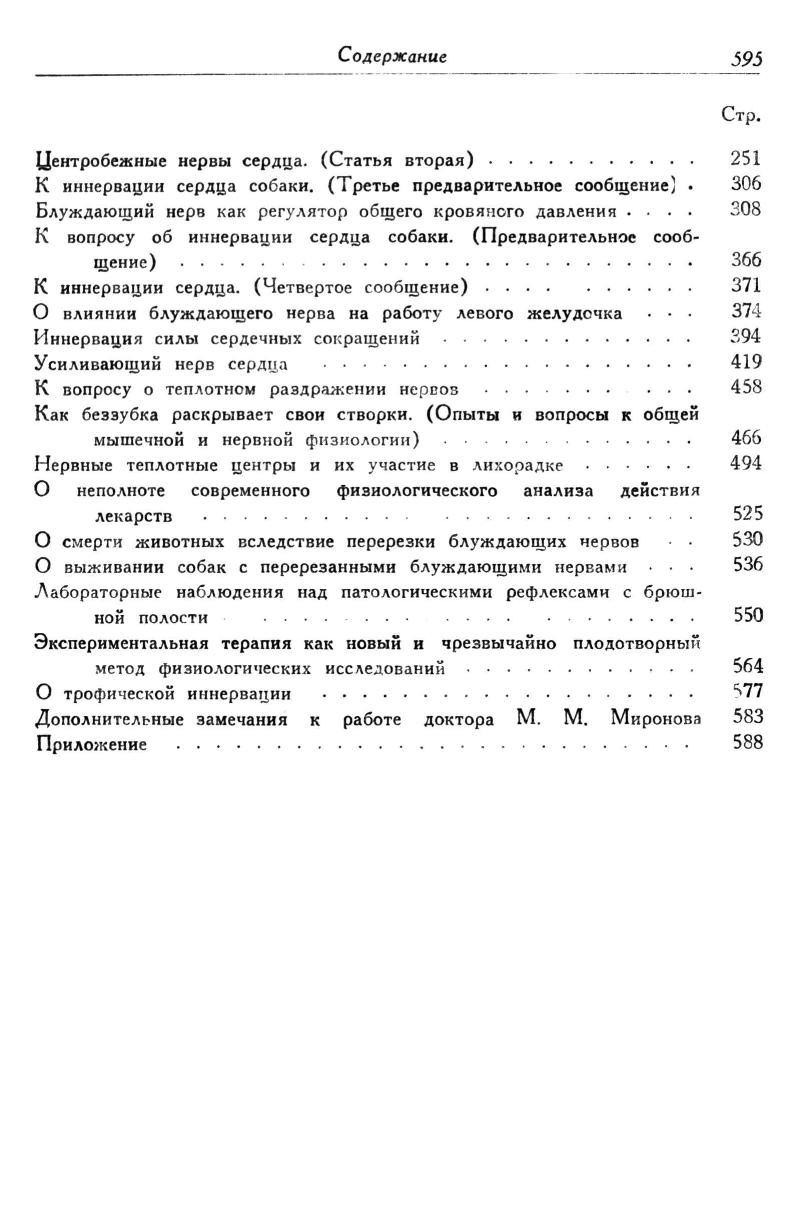 Содержание 595
Стр.
Центробежные нервы сердца. (Статья вторая) . . . . . . . . . . . 251
К иннервации сердца собаки. (Третье предварительное сообщение) . 306
Блуждающий нерв как регулятор общего кровяного давления . . . . 308
К вопросу об иннервации сердца собаки. (Предварительное сооб-
щение) . . . . . . . . . . . . . . . . . . . . . . . . . . 366
К иннервации сердца. (Четвертое сообщение) . . . . . . . . . . 371
О влиянии блуждающего нерва на работу левого желудочка . . . 374
Иннервация силы сердечных сокращений . . . . . . . . . . . . . 394
Усиливающий нерв сердца . . . . . . . . . . . . . . . . . . . 419
К вопросу о теплотном раздражении нервов . . . . . . . . . . 458
Как беззубка раскрывает свои створки. (Опыты и вопросы к общей
мышечной и нервной физиологии) . . . . . . . . . . . . . 466
Нервные теплотные центры и их участие в лихорадке . . . . . . 494
О неполноте современного физиологического анализа действия
лекарств . . . . . . . . . . . . . . . . . . . . . . . . 525
О смерти животных вследствие перерезки блуждающих нервов . . 530
О выживании собак с перерезанными блуждающими нервами . . . 536
Лабораторные наблюдения над патологическими рефлексами с брюш-
ной полости . . . . . . . . . . . . . . . . . . . . . . 550
Экспериментальная терапия как новый и чрезвычайно плодотворный
метод физиологических исследований . . . . . . . . . . . . 564
О трофической иннервации . . . . . . . . . . . . . . . . . . . 577
Дополнительные замечания к работе доктора М. М. Миронова 583
Приложение . . . . . . . . . . . . . . . . . . . . . . . . . . 588